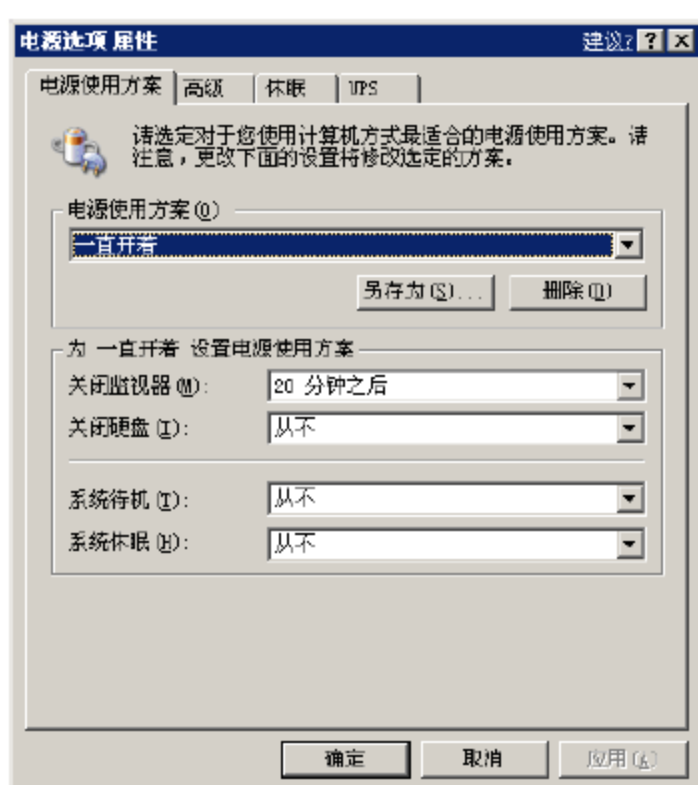 电源选项 属性
建议?
电源使用方案
高级
休眠
UPS
请选定对于您使用计算机方式最适合的电源使用方案。请
注意，更改下面的设置将修改选定的方案。
电源使用方案(O)
一直开着
另存为(S)...
删除(D)
为 一直开着 设置电源使用方案
关闭监视器(M):
20 分钟之后
关闭硬盘(I):
从不
系统待机(T):
从不
系统休眠(H):
从不
确定
取消
应用(A)